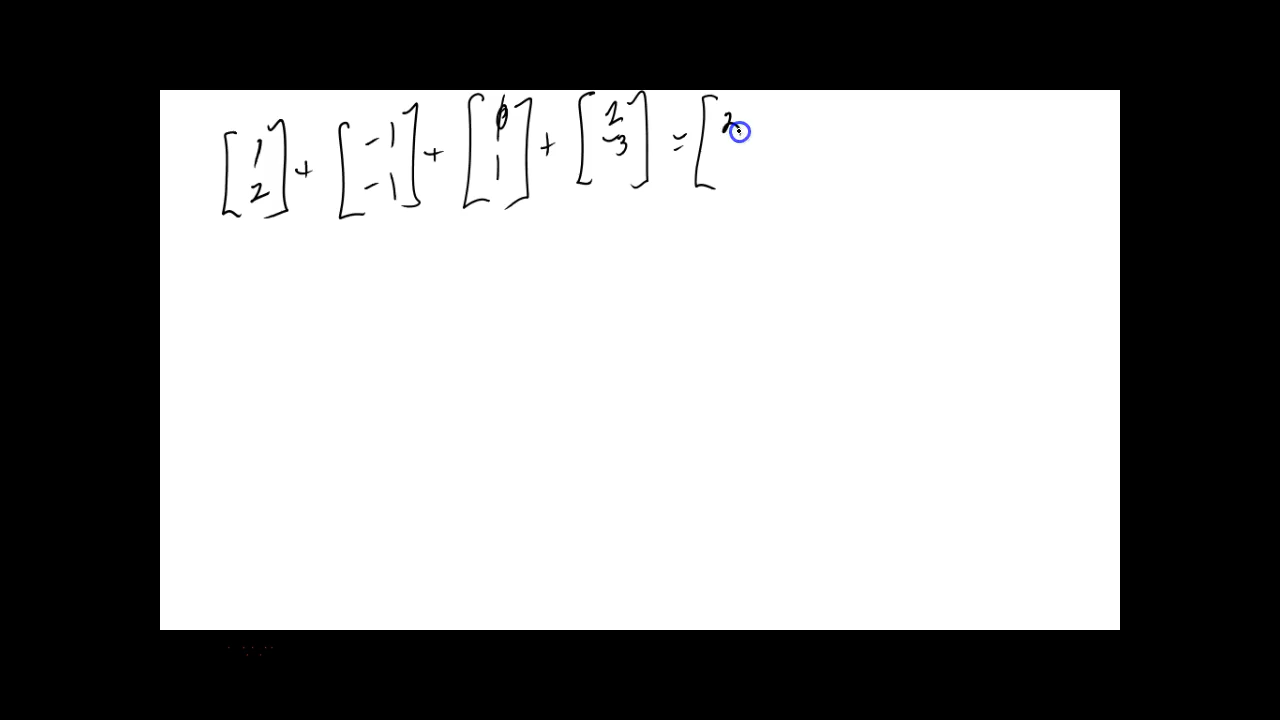 [1 2] + [-1 -1] + [0 1] + [2 -3] = [2